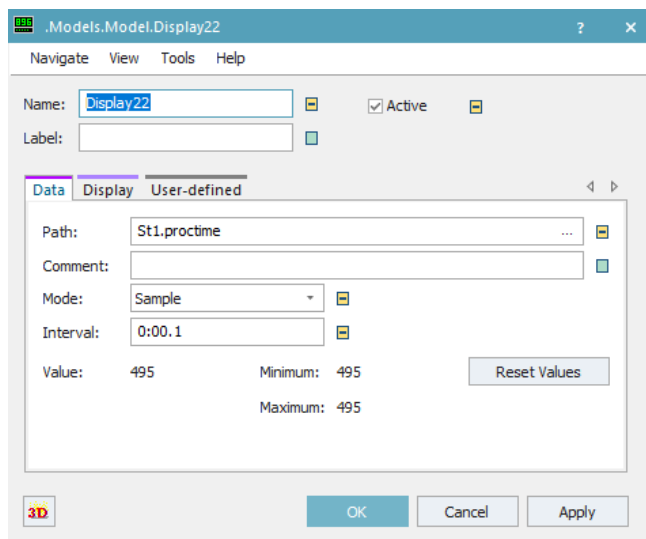 .Models.Model.Display22 ?
Navigate View Tools Help
Name: Display22 Active
Label:
Data Display User-defined
Path: St1.proctime ...
Comment:
Mode: Sample
Interval: 0:00.1
Value: 495 Minimum: 495 Reset Values
Maximum: 495
3D OK Cancel Apply